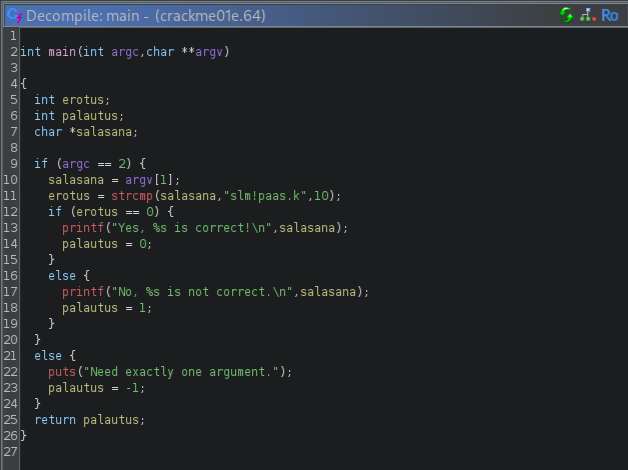 Decompile: main - (crackme01e.64)
Ro
1
2 int main(int argc,char **argv)
3
4 {
5 int erotus;
6 int palautus;
7 char *salasana;
8
9 if (argc == 2) {
10 salasana = argv[1];
11 erotus = strcmp(salasana,"slm!paas.k",10);
12 if (erotus == 0) {
13 printf("Yes, %s is correct!\n",salasana);
14 palautus = 0;
15 }
16 else {
17 printf("No, %s is not correct.\n",salasana);
18 palautus = 1;
19 }
20 }
21 else {
22 puts("Need exactly one argument.");
23 palautus = -1;
24 }
25 return palautus;
26 }
27